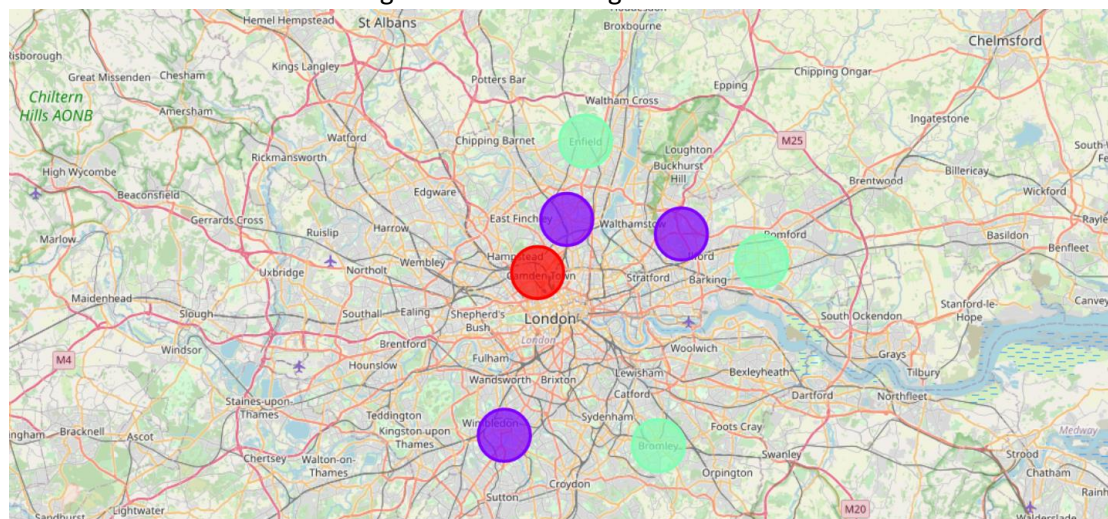 Hemel Hempstead
St Albans
Broxbourne
Chelmsford
Risborough
Kings Langley
Great Missenden
Chesham
Potters Bar
Epping
Chipping Ongar
Chiltern
Hills AONB
Amersham
Waltham Cross
Ingatestone
Watford
Chipping Barnet
Enfield
Loughton
M25
Rickmansworth
Buckhurst
Hill
Billericay
High Wycombe
Brentwood
Beaconsfield
Edgware
Wickford
Gerrards Cross
East Finchley
Walthamstow
Ruislip
Harrow
Romford
Basildon
Marlow
Benfleet
Hampstead
Wembley
Uxbridge
Northolt
Camden Town
Stratford
Barking
Maidenhead
Slough
Southall
Ealing
Shepherd's
Bush
London
South Ockendon
Stanford-le-
Hope
Canvey
London
Brentford
Windsor
M4
Fulham
Woolwich
Grays
Hounslow
Tilbury
Wandsworth
Brixton
Lewisham
Bexleyheath
Catford
Dartford
Northfleet
Staines-upon-
Thames
Teddington
Kingston-upon
Thames
Wimbledon
Sydenham
Foots Cray
Bracknell
Ascot
Bromley
Medway
Chertsey
Walton-on-
Thames
Swanley
Strood
Orpington
Croydon
Chatham
Sutton
Lightwater
M20